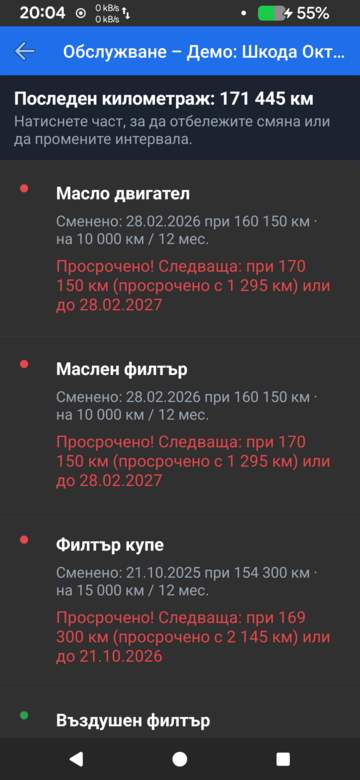 20:04 0 kB/s 0 kB/s 55%
Обслужване – Демо: Шкода Окт...
Последен километраж: 171 445 км
Натиснете част, за да отбележите смяна или
да промените интервала.
Масло двигател
Сменено: 28.02.2026 при 160 150 км ·
на 10 000 км / 12 мес.
Просрочено! Следваща: при 170
150 км (просрочено с 1 295 км) или
до 28.02.2027
Маслен филтър
Сменено: 28.02.2026 при 160 150 км ·
на 10 000 км / 12 мес.
Просрочено! Следваща: при 170
150 км (просрочено с 1 295 км) или
до 28.02.2027
Филтър купе
Сменено: 21.10.2025 при 154 300 км ·
на 15 000 км / 12 мес.
Просрочено! Следваща: при 169
300 км (просрочено с 2 145 км) или
до 21.10.2026
Въздушен филтър